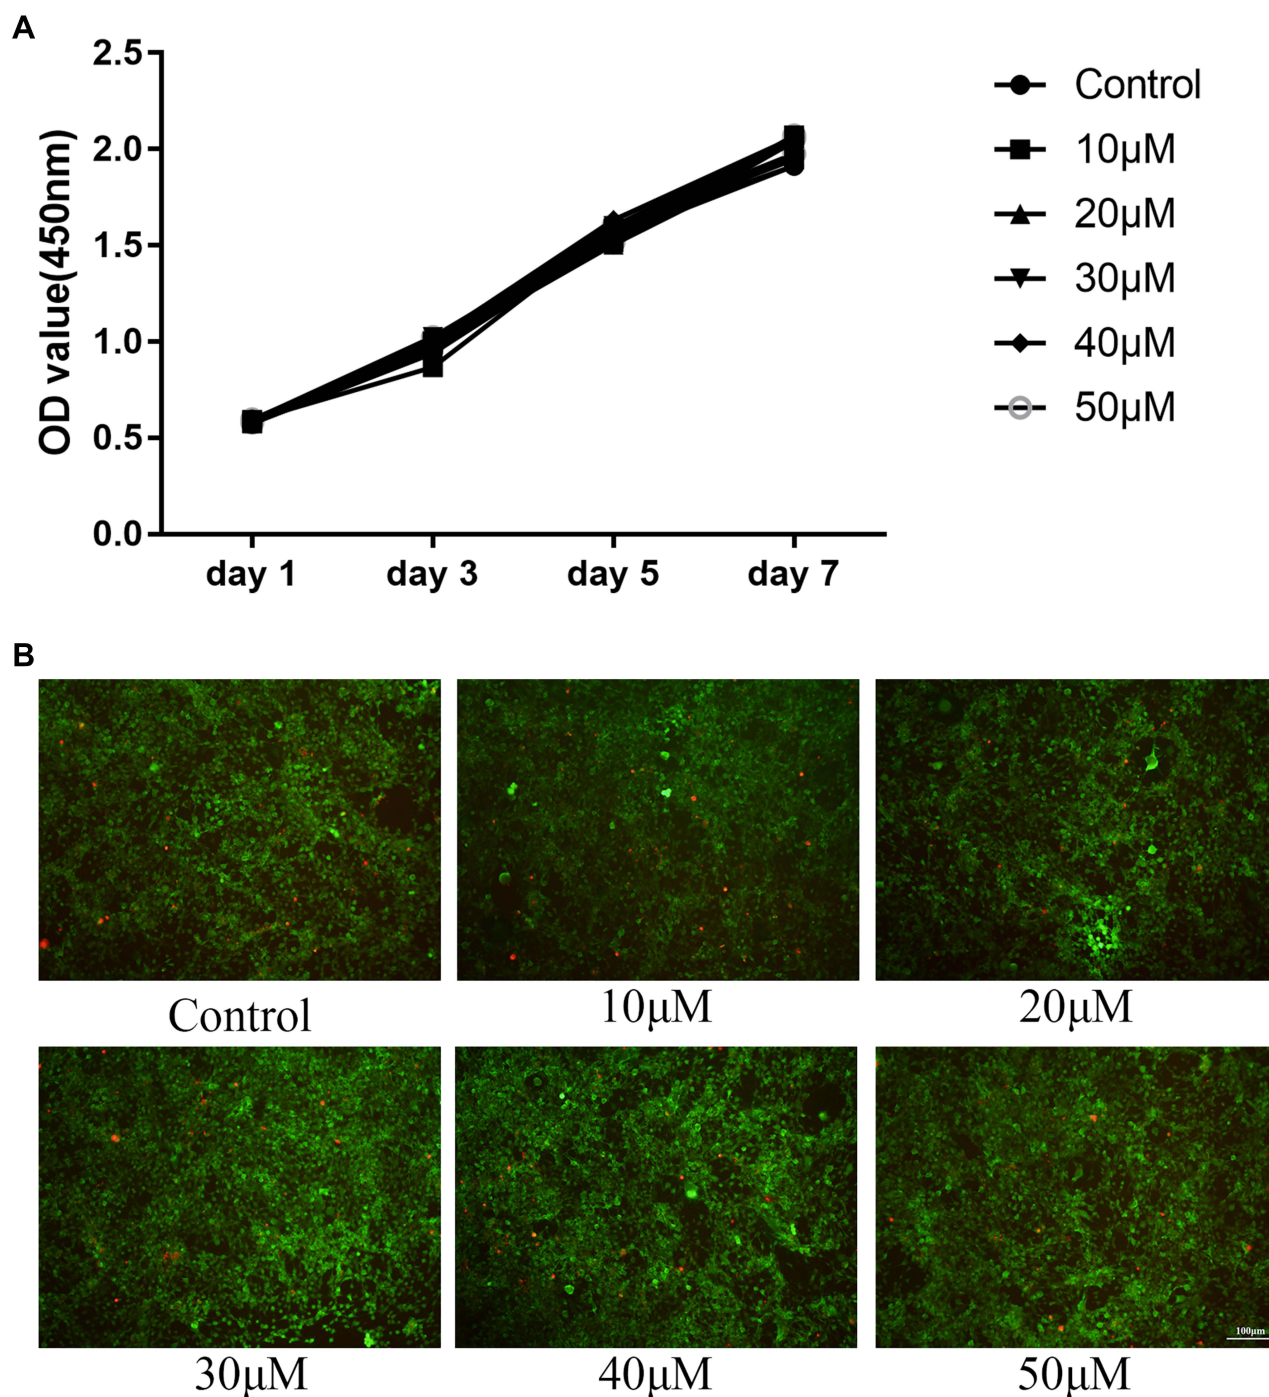 A
2.5
2.0
1.5
1.0
0.5
0.0
OD value(450nm)
day 1 day 3 day 5 day 7
Control
10μM
20μM
30μM
40μM
50μM
B
Control 10μM 20μM
100μm
30μM 40μM 50μM